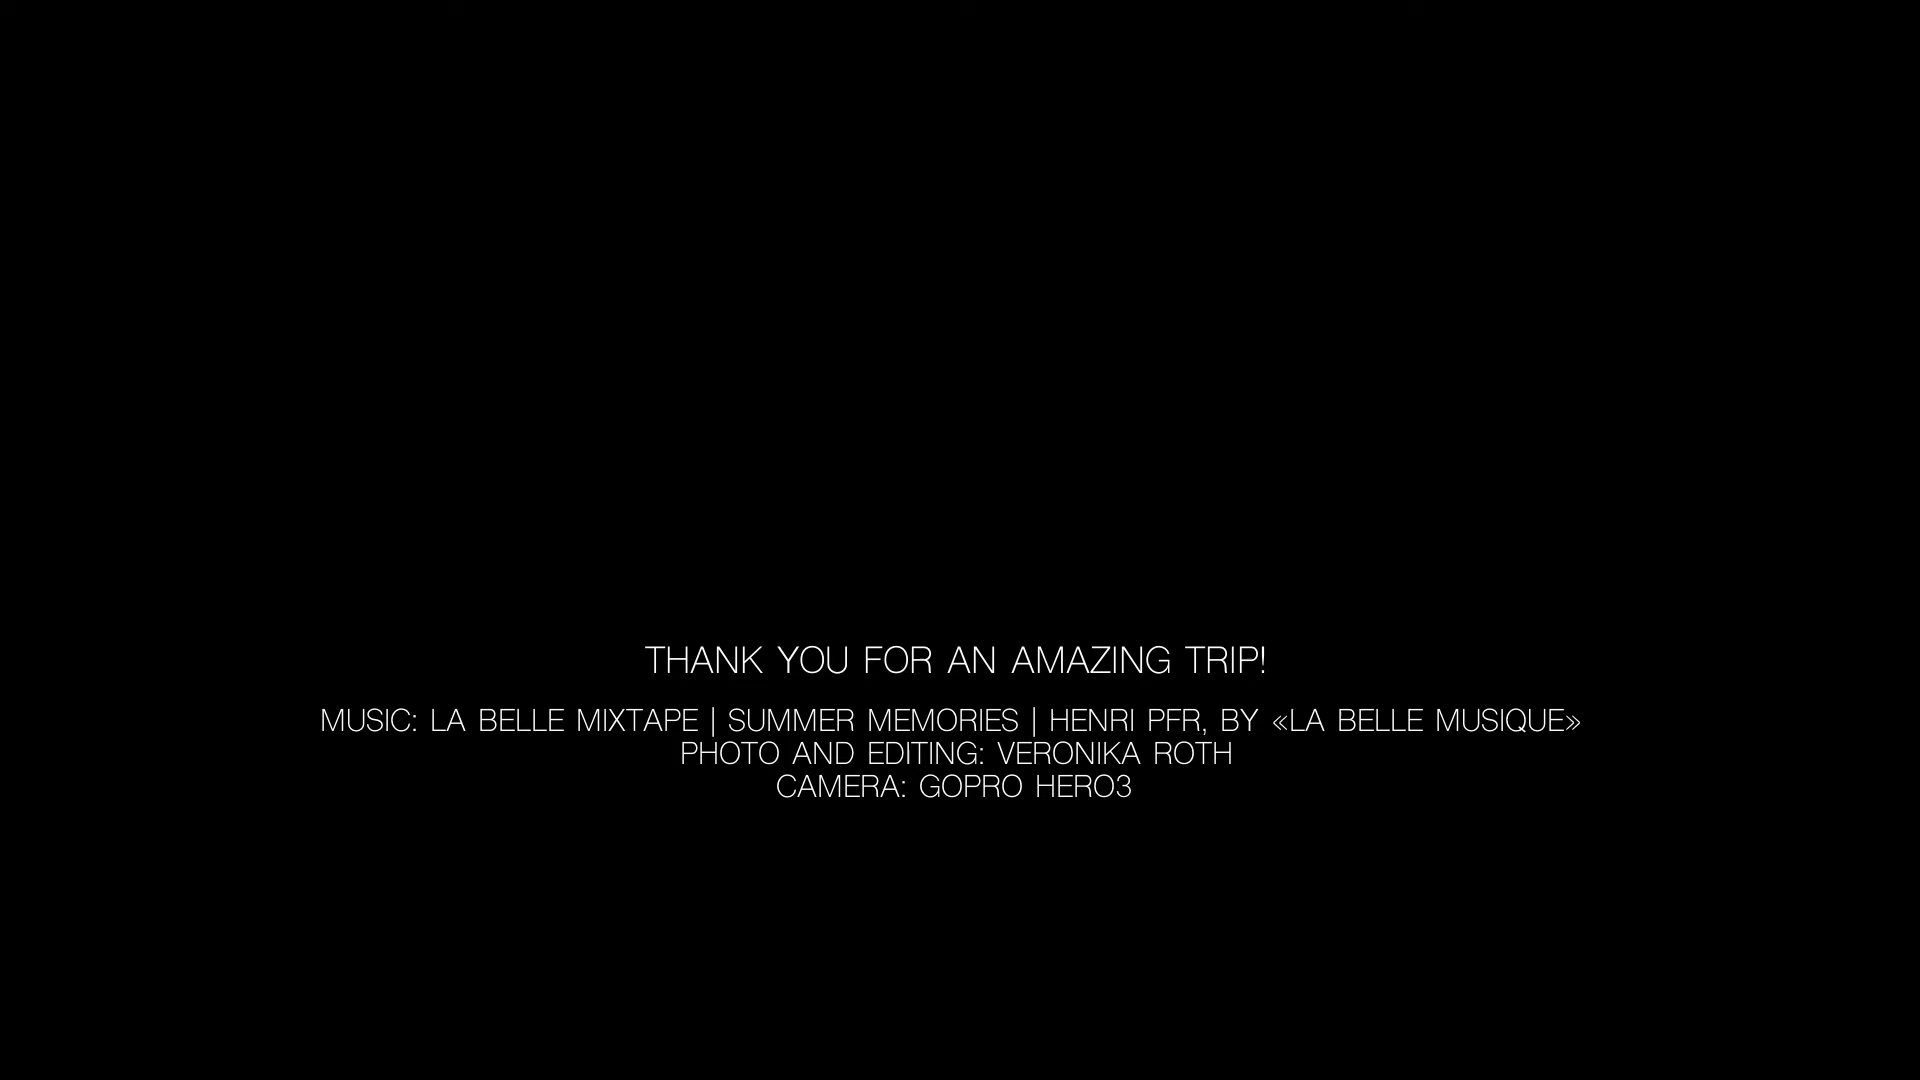 THANK YOU FOR AN AMAZING TRIP!
MUSIC: LA BELLE MIXTAPE | SUMMER MEMORIES | HENRI PFR, BY «LA BELLE MUSIQUE»
PHOTO AND EDITING: VERONIKA ROTH
CAMERA: GOPRO HERO3